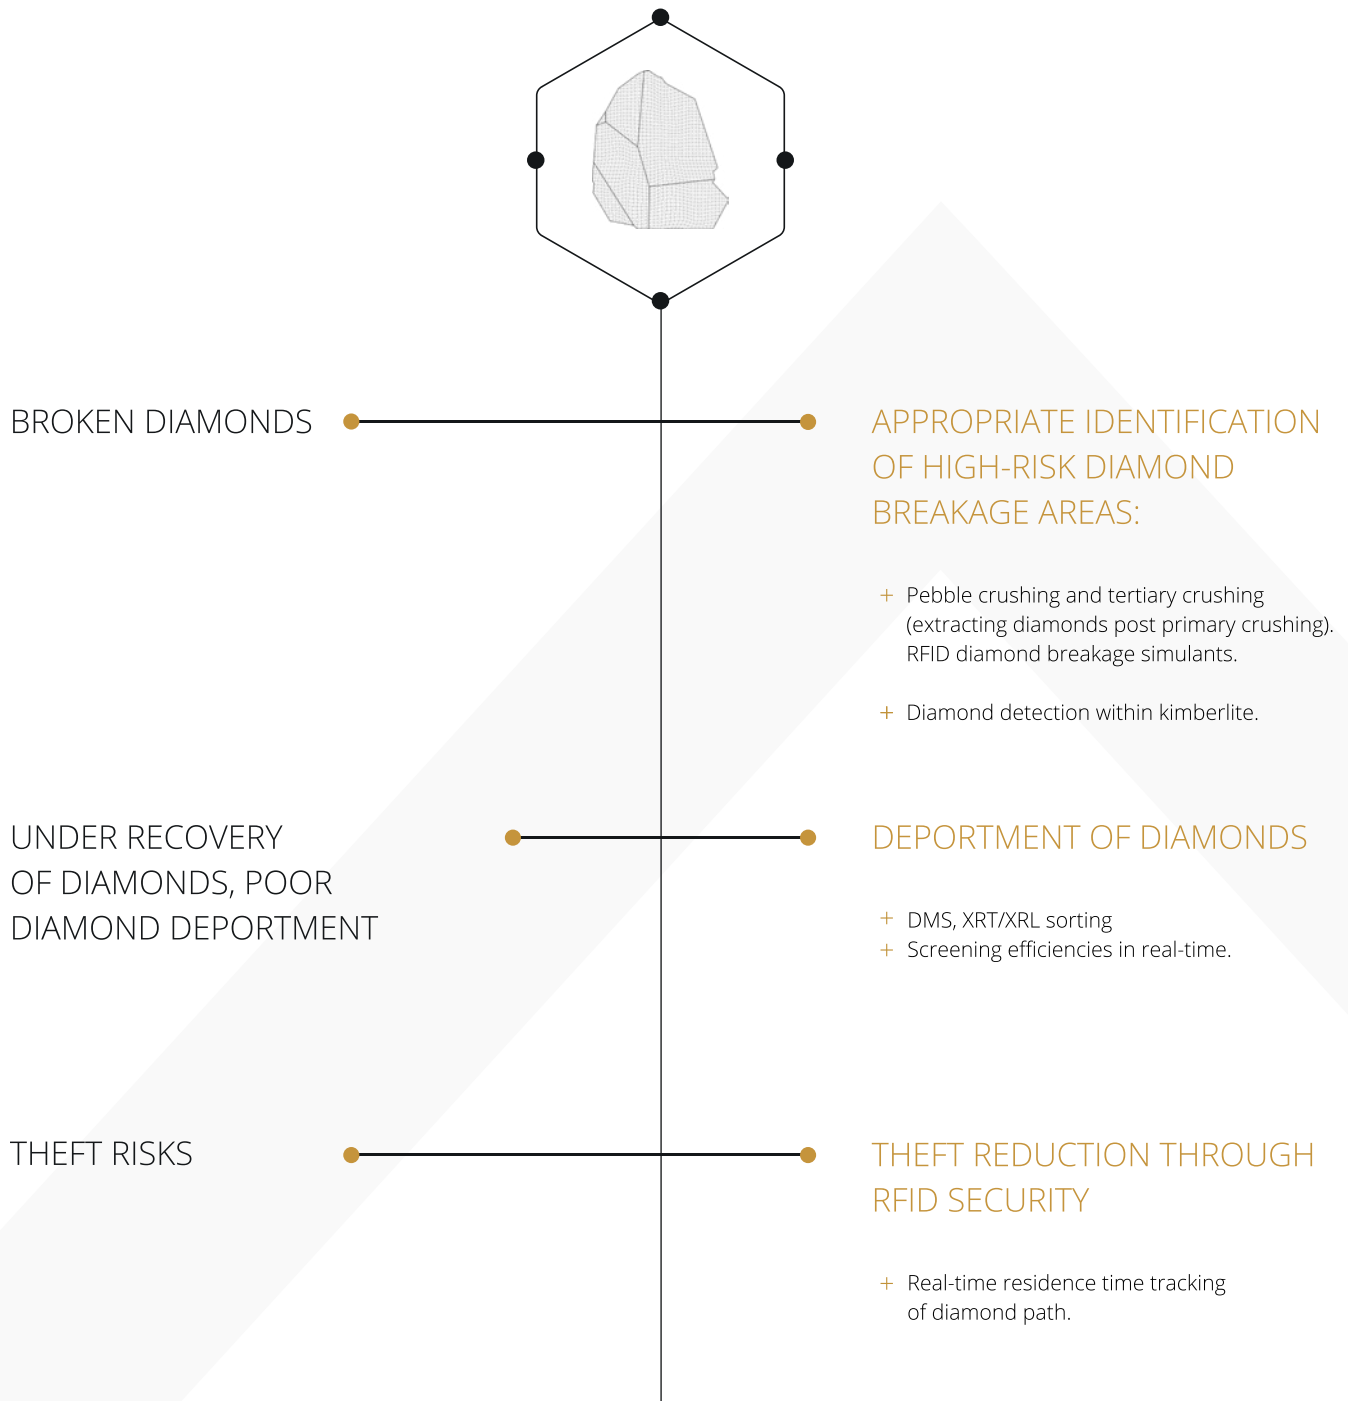 BROKEN DIAMONDS
APPROPRIATE IDENTIFICATION
OF HIGH-RISK DIAMOND
BREAKAGE AREAS:
+ Pebble crushing and tertiary crushing
(extracting diamonds post primary crushing).
RFID diamond breakage simulants.
+ Diamond detection within kimberlite.
UNDER RECOVERY
OF DIAMONDS, POOR
DIAMOND DEPORTMENT
DEPORTMENT OF DIAMONDS
+ DMS, XRT/XRL sorting
+ Screening efficiencies in real-time.
THEFT RISKS
THEFT REDUCTION THROUGH
RFID SECURITY
+ Real-time residence time tracking
of diamond path.